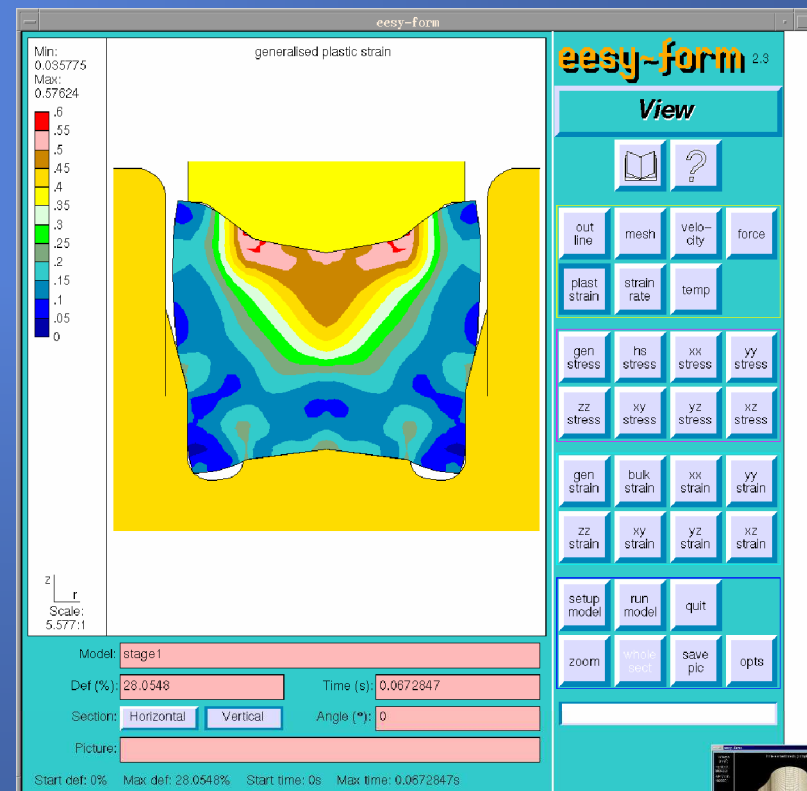 eesy-form
Min:
0.035775
Max:
0.57624
.6
.55
.5
.45
.4
.35
.3
.25
.2
.15
.1
.05
0
generalised plastic strain
z
r
Scale:
5.577:1
Model: stage1
Def (%): 28.0548 Time (s): 0.0672847
Section: Horizontal Vertical Angle (°): 0
Picture:
Start def: 0% Max def: 28.0548% Start time: 0s Max time: 0.0672847s
eesy-form 2.3
View
?
out line mesh velo-city force
plast strain strain rate temp
gen stress hs stress xx stress yy stress
zz stress xy stress yz stress xz stress
gen strain bulk strain xx strain yy strain
zz strain xy strain yz strain xz strain
setup model run model quit
zoom whole sect save pic opts